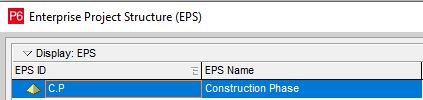 P6 Enterprise Project Structure (EPS)
Display: EPS
EPS ID EPS Name
C.P Construction Phase